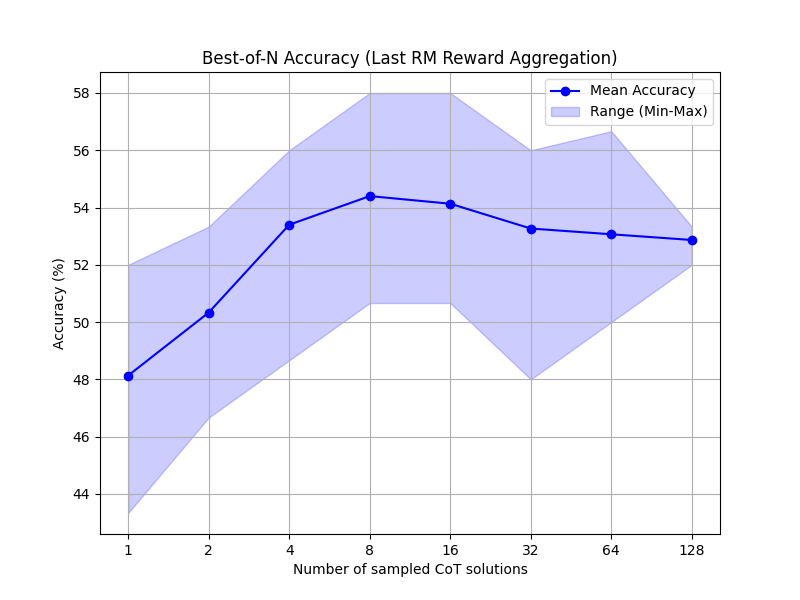 Best-of-N Accuracy (Last RM Reward Aggregation)
Mean Accuracy
Range (Min-Max)
Accuracy (%)
58
56
54
52
50
48
46
44
1 2 4 8 16 32 64 128
Number of sampled CoT solutions